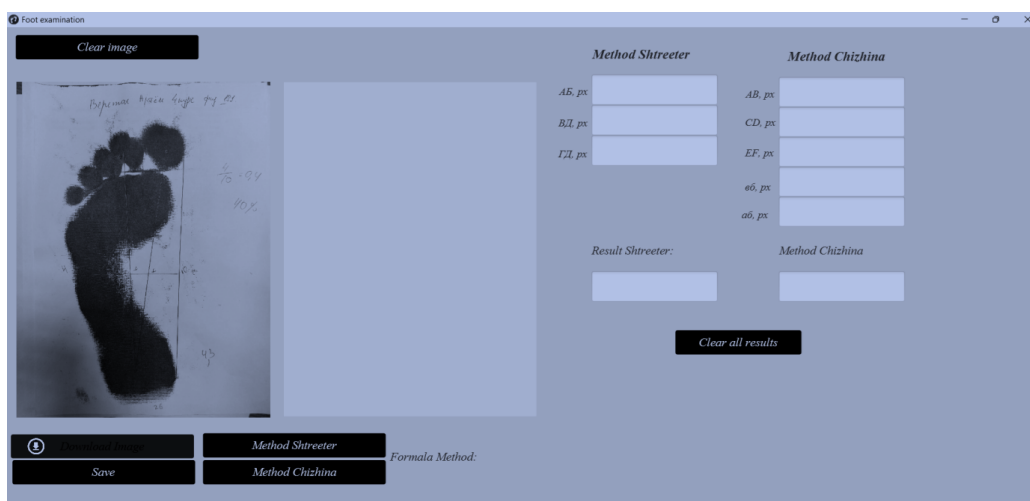 Foot examination
Clear image
Method Shtreeter
Method Chizhina
АБ, px
ВД, px
ГД, px
AB, px
CD, px
EF, px
вб, px
аб, px
Result Shtreeter:
Method Chizhina
Clear all results
40%
43
Download Image
Save
Method Shtreeter
Method Chizhina
Formala Method: